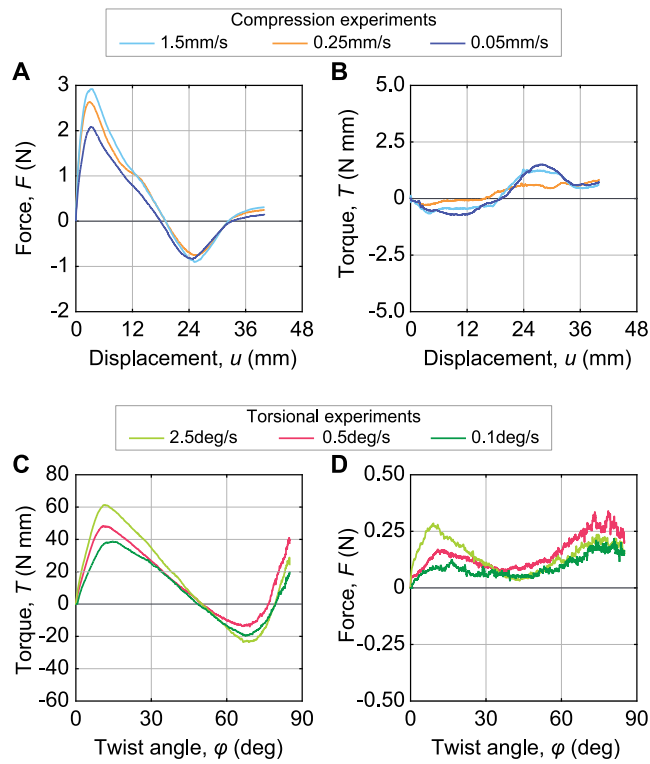 Compression experiments
1.5mm/s 0.25mm/s 0.05mm/s
A
B
3
2
1
0
-1
-2
Force, F (N)
0 12 24 36 48
Displacement, u (mm)
5.0
2.5
0
-2.5
-5.0
Torque, T (N mm)
0 12 24 36 48
Displacement, u (mm)
Torsional experiments
2.5deg/s 0.5deg/s 0.1deg/s
C
D
80
60
40
20
0
-20
-40
-60
Torque, T (N mm)
0 30 60 90
Twist angle, φ (deg)
0.50
0.25
0
-0.25
-0.50
Force, F (N)
0 30 60 90
Twist angle, φ (deg)